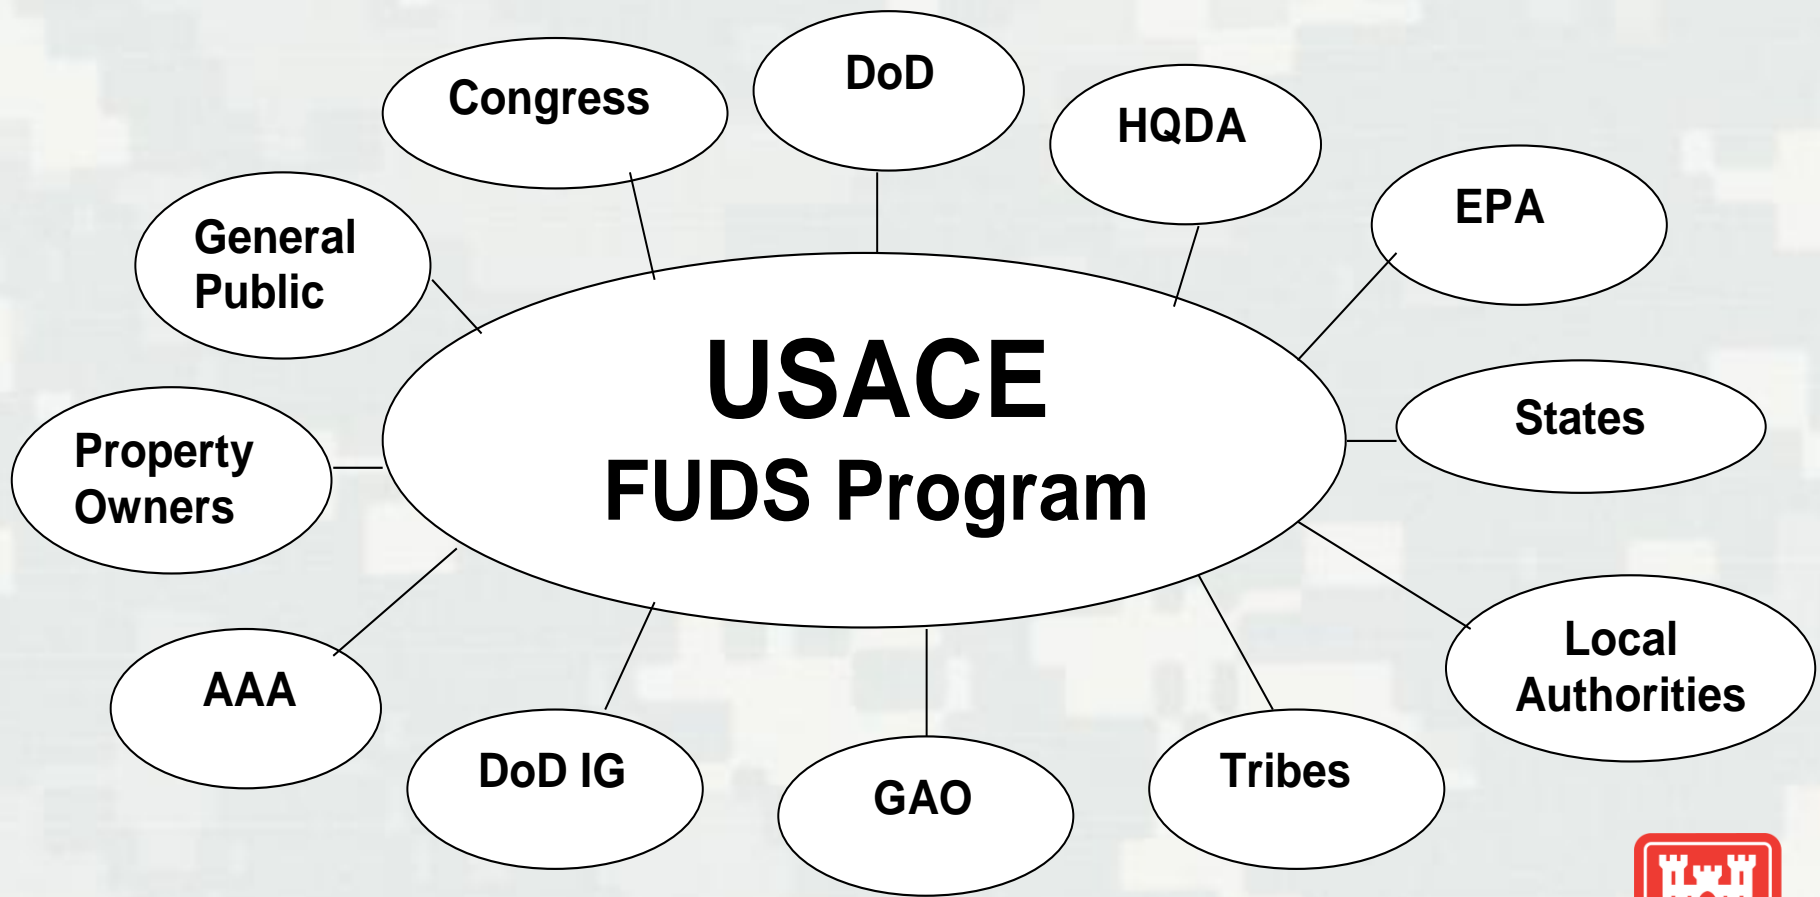 DoD
Congress
HQDA
EPA
General
Public
USACE
FUDS Program
States
Property
Owners
Local
Authorities
AAA
DoD IG
GAO
Tribes